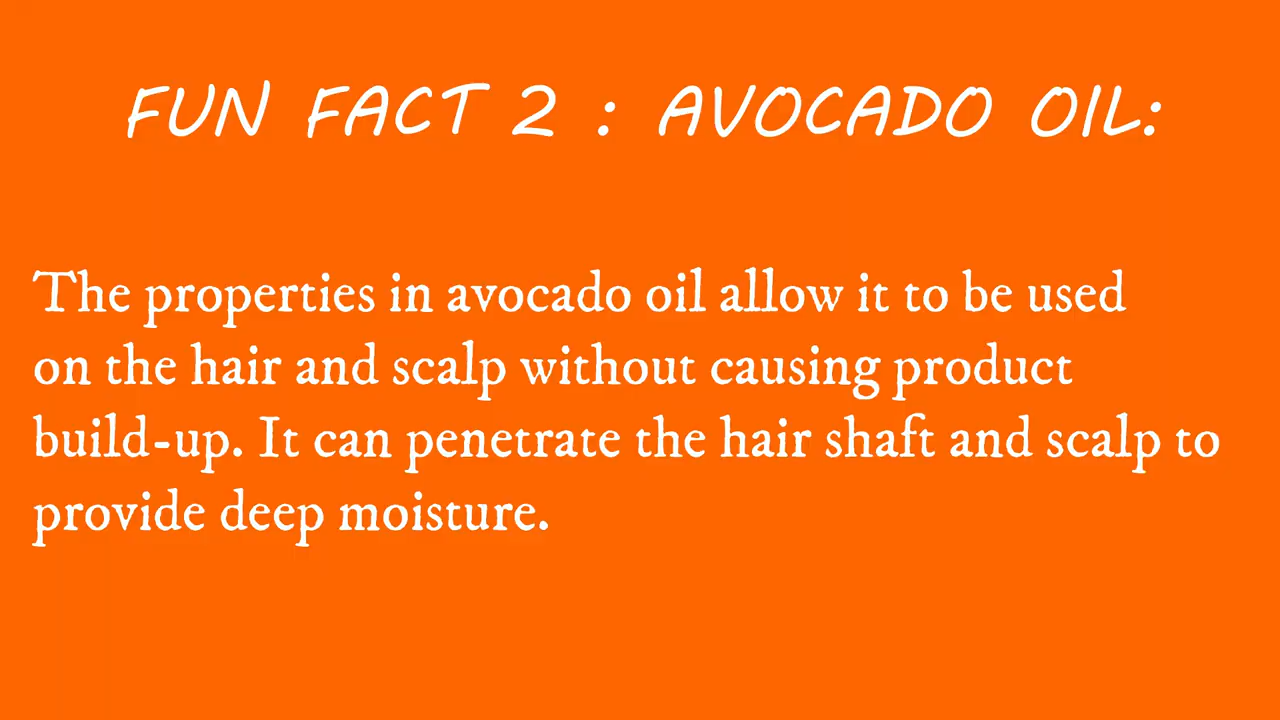 FUN FACT 2 : AVOCADO OIL:
The properties in avocado oil allow it to be used
on the hair and scalp without causing product
build-up. It can penetrate the hair shaft and scalp to
provide deep moisture.